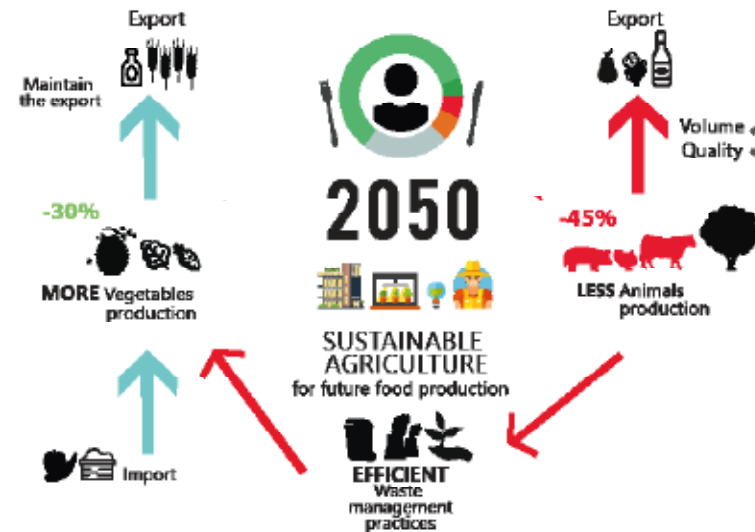 Export
Maintain
the export
-30%
MORE Vegetables
production
Import
2050
SUSTAINABLE
AGRICULTURE
for future food production
EFFICIENT
Waste
management
practices
Export
Volume
Quality
-45%
LESS Animals
production